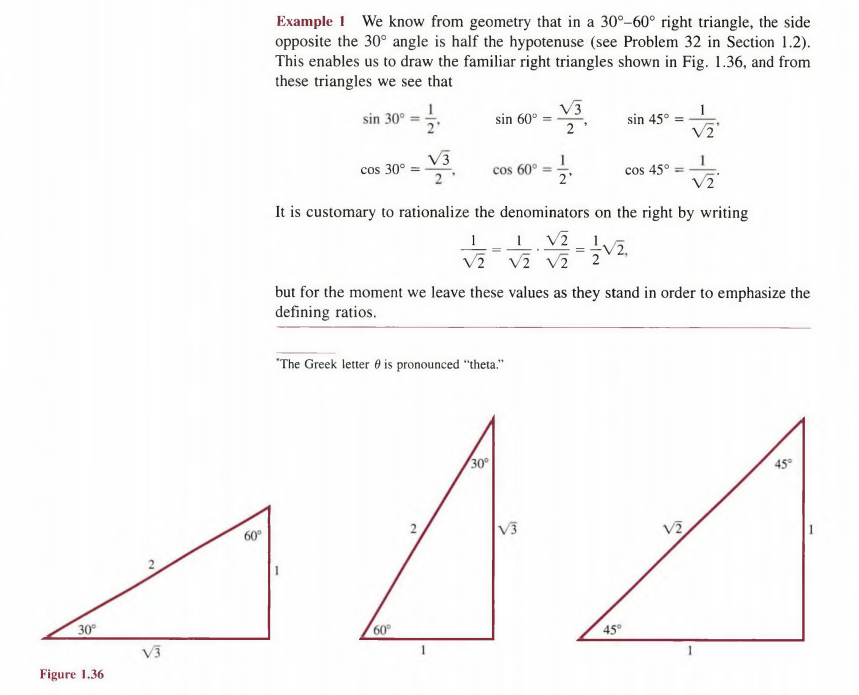 Example 1 We know from geometry that in a 30°–60° right triangle, the side
opposite the 30° angle is half the hypotenuse (see Problem 32 in Section 1.2).
This enables us to draw the familiar right triangles shown in Fig. 1.36, and from
these triangles we see that
sin 30° = 1/2, sin 60° = √3/2, sin 45° = 1/√2,
cos 30° = √3/2, cos 60° = 1/2, cos 45° = 1/√2.
It is customary to rationalize the denominators on the right by writing
1/√2 = 1/√2 · √2/√2 = 1/2 √2,
but for the moment we leave these values as they stand in order to emphasize the
defining ratios.
*The Greek letter θ is pronounced “theta.”
60°
2
1
30°
√3
30°
2
√3
60°
1
45°
√2
1
45°
1
Figure 1.36